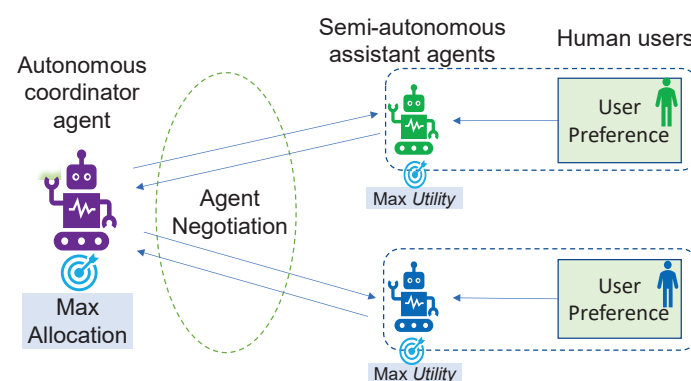 Semi-autonomous
assistant agents
Human users
Autonomous
coordinator
agent
User
Preference
Max Utility
Agent
Negotiation
Max
Allocation
User
Preference
Max Utility